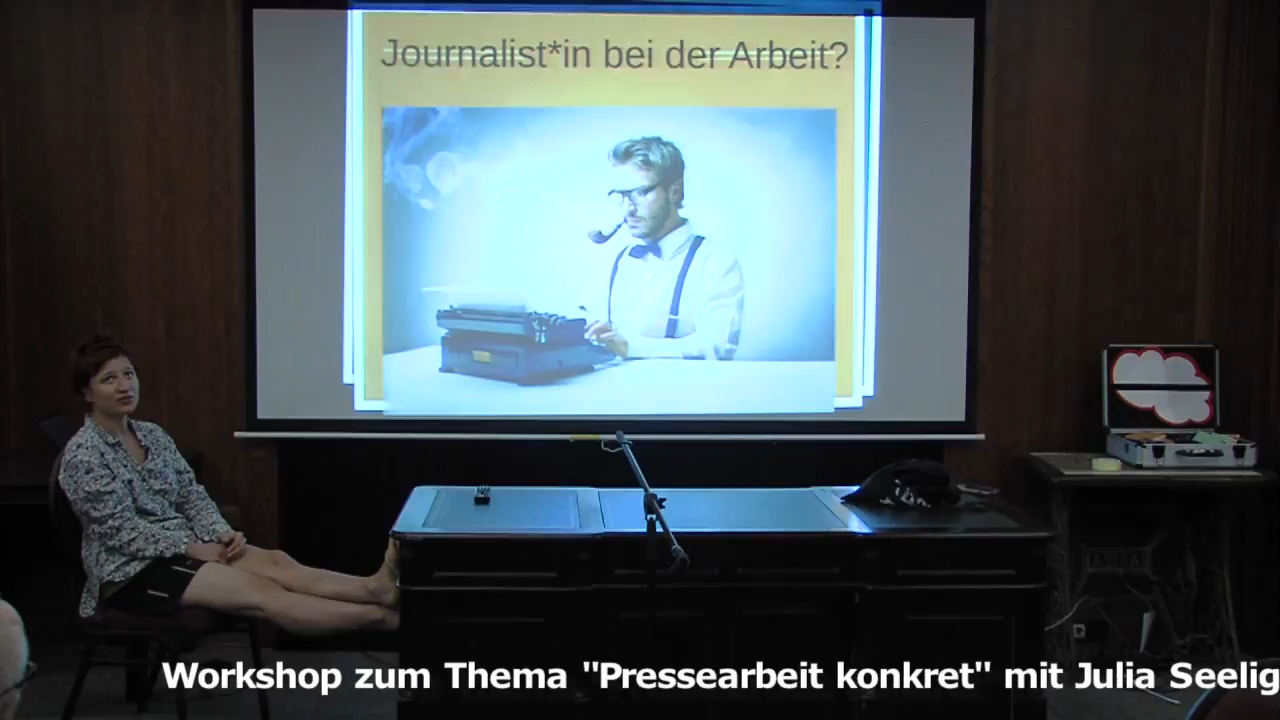 Journalist*in bei der Arbeit?
Workshop zum Thema "Pressearbeit konkret" mit Julia Seelig